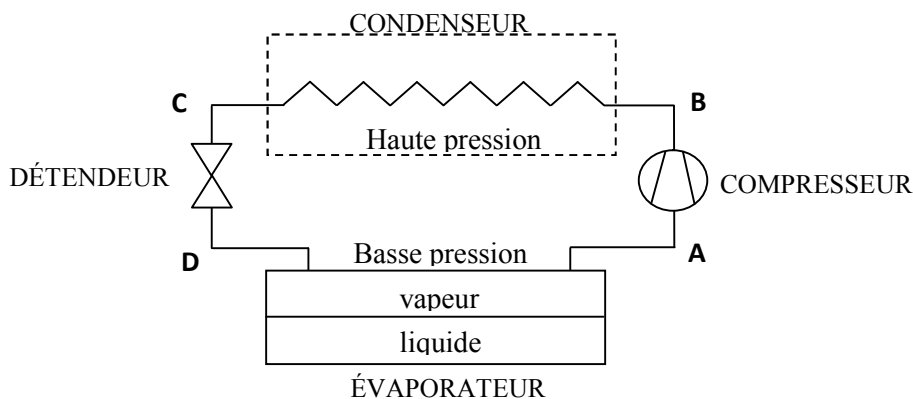 CONDENSEUR
C
B
Haute pression
DÉTENDEUR
COMPRESSEUR
D
Basse pression
A
vapeur
liquide
ÉVAPORATEUR